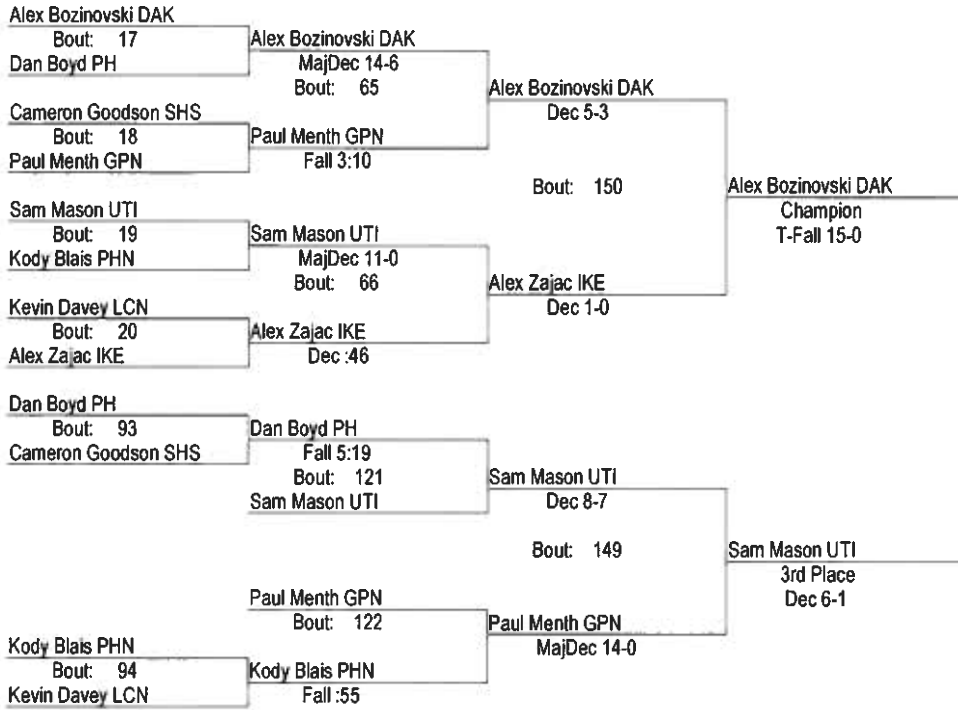 Alex Bozinovski DAK
Bout: 17
Dan Boyd PH
Alex Bozinovski DAK
MajDec 14-6
Bout: 65
Cameron Goodson SHS
Bout: 18
Paul Menth GPN
Paul Menth GPN
Fall 3:10
Alex Bozinovski DAK
Dec 5-3
Bout: 150
Sam Mason UTI
Bout: 19
Kody Blais PHN
Sam Mason UTI
MajDec 11-0
Bout: 66
Kevin Davey LCN
Bout: 20
Alex Zajac IKE
Alex Zajac IKE
Dec :46
Alex Zajac IKE
Dec 1-0
Alex Bozinovski DAK
Champion
T-Fall 15-0
Dan Boyd PH
Bout: 93
Cameron Goodson SHS
Dan Boyd PH
Fall 5:19
Bout: 121
Sam Mason UTI
Sam Mason UTI
Dec 8-7
Bout: 149
Paul Menth GPN
Bout: 122
Kody Blais PHN
Bout: 94
Kevin Davey LCN
Kody Blais PHN
Fall :55
Paul Menth GPN
MajDec 14-0
Sam Mason UTI
3rd Place
Dec 6-1